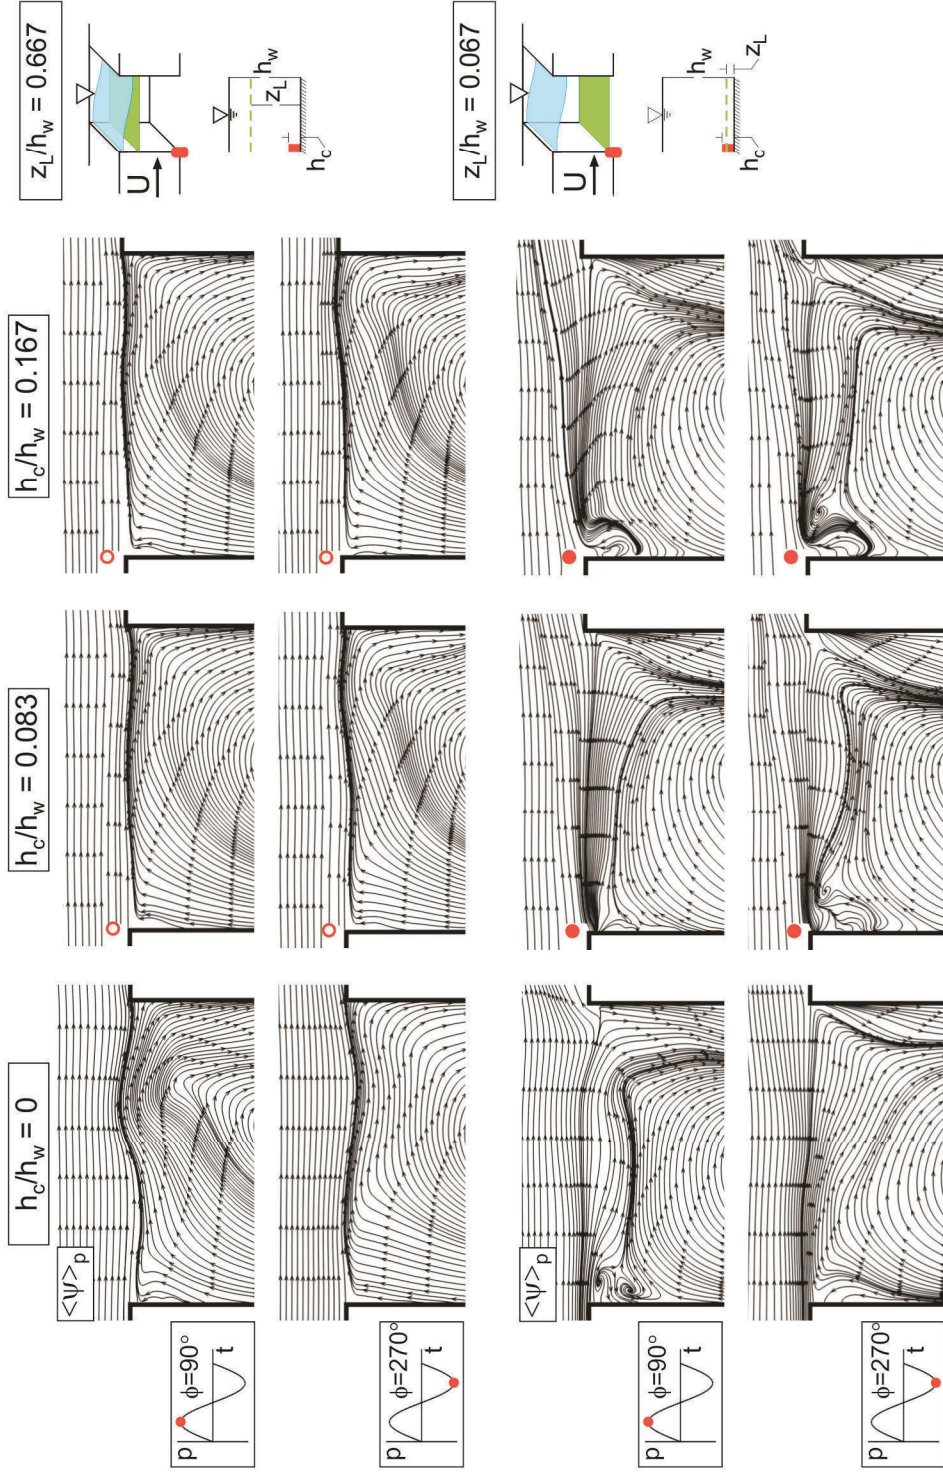 h_c/h_w = 0
h_c/h_w = 0.083
h_c/h_w = 0.167
z_L/h_w = 0.667
<ψ>_p
p
ϕ=90°
t
U
h_w
z_L
h_c
p
ϕ=270°
t
<ψ>_p
z_L/h_w = 0.067
p
ϕ=90°
t
U
h_w
z_L
h_c
p
ϕ=270°
t